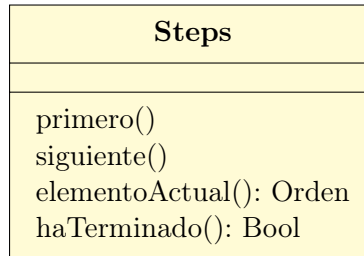 Steps
primero()
siguiente()
elementoActual(): Orden
haTerminado(): Bool